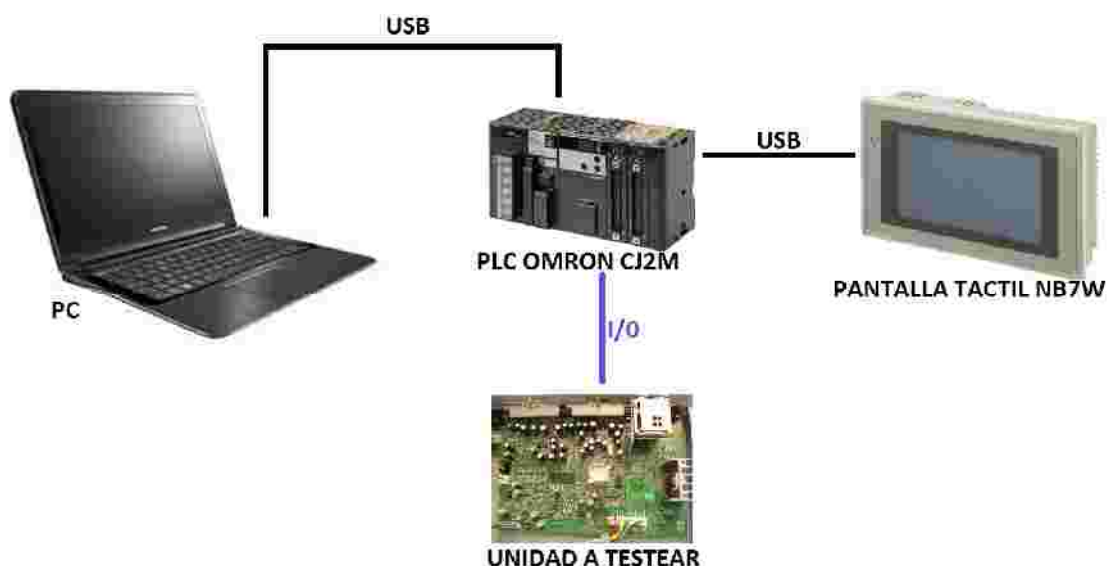 USB
USB
PLC OMRON CJ2M
PANTALLA TACTIL NB7W
PC
I/0
UNIDAD A TESTEAR